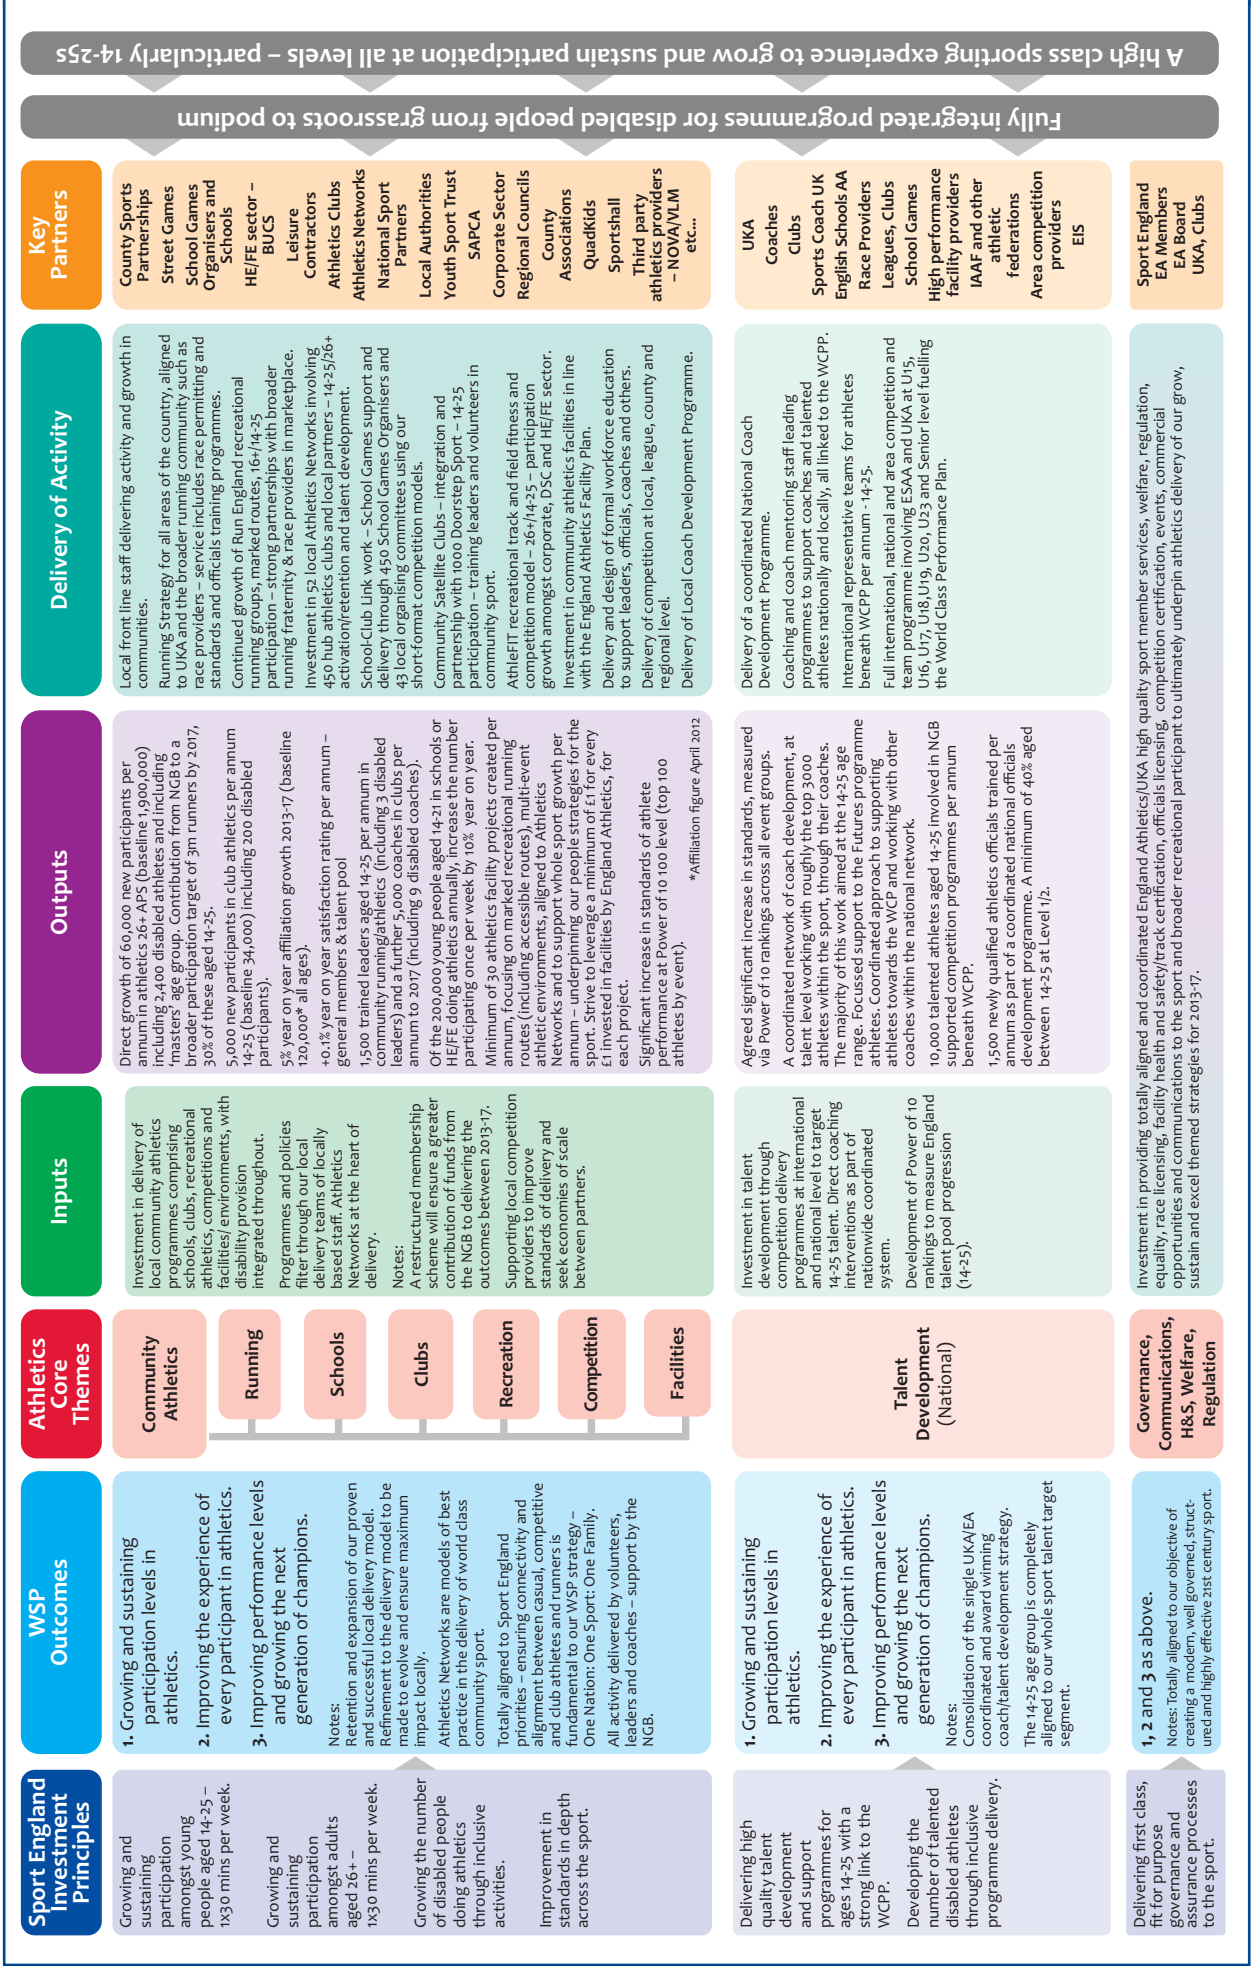 Sport England
Investment
Principles
WSP
Outcomes
Athletics
Core
Themes
Inputs
Outputs
Delivery of Activity
Key
Partners
Growing and
sustaining
participation
amongst young
people aged 14-25 –
1x30 mins per week.
Growing and
sustaining
participation
amongst adults
aged 26+ –
1x30 mins per week.
Growing the number
of disabled people
doing athletics
through inclusive
activities.
Improvement in
standards in depth
across the sport.
1. Growing and sustaining
participation levels in
athletics.
2. Improving the experience of
every participant in athletics.
3. Improving performance levels
and growing the next
generation of champions.
Notes:
Retention and expansion of our proven
and successful local delivery model.
Refinement to the delivery model to be
made to evolve and ensure maximum
impact locally.
Athletics Networks are models of best
practice in the delivery of world class
community sport.
Totally aligned to Sport England
priorities – ensuring connectivity and
alignment between casual, competitive
and club athletes and runners is
fundamental to our WSP strategy –
One Nation: One Sport: One Family.
All activity delivered by volunteers,
leaders and coaches – support by the
NGB.
Community
Athletics
Running
Schools
Clubs
Recreation
Competition
Facilities
Investment in delivery of
local community athletics
programmes comprising
schools, clubs, recreational
athletics, competitions and
facilities/environments, with
disability provision
integrated throughout.
Programmes and policies
filter through our local
delivery teams of locally
based staff. Athletics
Networks at the heart of
delivery.
Notes:
A restructured membership
scheme will ensure a greater
contribution of funds from
the NGB to delivering the
outcomes between 2013-17.
Supporting local competition
providers to improve
standards of delivery and
seek economies of scale
between partners.
Direct growth of 60,000 new participants per
annum in athletics 26+ APS (baseline 1,900,000)
including 2,400 disabled athletes and including
‘masters’ age group. Contribution from NGB to a
broader participation target of 3m runners by 2017,
30% of these aged 14-25.
5,000 new participants in club athletics per annum
14-25 (baseline 34,000) including 200 disabled
participants).
5% year on year affiliation growth 2013-17 (baseline
120,000* all ages).
+0.1% year on year satisfaction rating per annum –
general members & talent pool
1,500 trained leaders aged 14-25 per annum in
community running/athletics (including 3 disabled
leaders) and a further 5,000 coaches in clubs per
annum to 2017 (including 9 disabled coaches).
Of the 200,000 young people aged 14-21 in schools or
HE/FE doing athletics annually, increase the number
participating once per week by 10% year on year.
Minimum of 30 athletics facility projects created per
annum, focusing on marked recreational running
routes (including accessible routes), multi-event
athletic environments, aligned to Athletics
Networks and to support whole sport growth per
annum – underpinning our people strategies for the
sport. Strive to leverage a minimum of £1 for every
£1 invested in facilities by England Athletics, for
each project.
Significant increase in standards of athlete
performance at Power of 10 100 level (top 100
athletes by event).
*Affiliation figure April 2012
Local front line staff delivering activity and growth in
communities.
Running Strategy for all areas of the country, aligned
to UKA and the broader running community such as
race providers – service includes race permitting and
standards and officials training programmes.
Continued growth of Run England recreational
running groups, marked routes, 16+/14-25
participation – strong partnerships with broader
running fraternity & race providers in marketplace.
Investment in 52 local Athletics Networks involving
450 hub athletics clubs and local partners – 14-25/26+
activation/retention and talent development.
School-Club Link work – School Games support and
delivery through 450 School Games Organisers and
43 local organising committees using our
short-format competition models.
Community Satellite Clubs – integration and
partnership with 1000 Doorstep Sport – 14-25
participation – training leaders and volunteers in
community sport.
AthleFIT recreational track and field fitness and
competition model – 26+/14-25 – participation
growth amongst corporate, DSC and HE/FE sector.
Investment in community athletics facilities in line
with the England Athletics Facility Plan.
Delivery and design of formal workforce education
to support leaders, officials, coaches and others.
Delivery of competition at local, league, county and
regional level.
Delivery of Local Coach Development Programme.
County Sports
Partnerships
Street Games
School Games
Organisers and
Schools
HE/FE sector –
BUCS
Leisure
Contractors
Athletics Clubs
Athletics Networks
National Sport
Partners
Local Authorities
Youth Sport Trust
SAPCA
Corporate Sector
Regional Councils
County
Associations
QuadKids
Sportshall
Third party
athletics providers
– NOVA/VLM
etc...
Delivering high
quality talent
development
and support
programmes for
ages 14-25 with a
strong link to the
WCPP.
Developing the
number of talented
disabled athletes
through inclusive
programme delivery.
1. Growing and sustaining
participation levels in
athletics.
2. Improving the experience of
every participant in athletics.
3. Improving performance levels
and growing the next
generation of champions.
Notes:
Consolidation of the single UKA/EA
coordinated and award winning
coach/talent development strategy.
The 14-25 age group is completely
aligned to our whole sport talent target
segment.
Talent
Development
(National)
Investment in talent
development through
competition delivery
programmes at international
and national level to target
14-25 talent. Direct coaching
interventions as part of
nationwide coordinated
system.
Development of Power of 10
rankings to measure England
talent pool progression
(14-25).
Agreed significant increase in standards, measured
via Power of 10 rankings across all event groups.
A coordinated network of coach development, at
talent level working with roughly the top 3000
athletes within the sport, through their coaches.
The majority of this work aimed at the 14-25 age
range. Focussed support to the Futures programme
athletes. Coordinated approach to supporting
athletes towards the WCP and working with other
coaches within the national network.
10,000 talented athletes aged 14-25 involved in NGB
supported competition programmes per annum
beneath WCPP.
1,500 newly qualified athletics officials trained per
annum as part of a coordinated national officials
development programme. A minimum of 40% aged
between 14-25 at Level 1/2.
Delivery of a coordinated National Coach
Development Programme.
Coaching and coach mentoring staff leading
programmes to support coaches and talented
athletes nationally and locally, all linked to the WCPP.
International representative teams for athletes
beneath WCPP per annum - 14-25.
Full international, national and area competition and
team programme involving ESAA and UKA at U15,
U16, U17, U18,U19, U20, U23 and Senior level fuelling
the World Class Performance Plan.
UKA
Coaches
Clubs
Sports Coach UK
English Schools AA
Race Providers
Leagues, Clubs
School Games
High performance
facility providers
IAAF and other
athletic
federations
Area competition
providers
EIS
Delivering first class,
fit for purpose
governance and
assurance processes
to the sport.
1, 2 and 3 as above.
Notes: Totally aligned to our objective of
creating a modern, well governed, struct-
ured and highly effective 21st century sport.
Governance,
Communications,
H&S, Welfare,
Regulation
Investment in providing totally aligned and coordinated England Athletics/UKA high quality sport member services, welfare, regulation,
equality, race licensing, facility health and safety/track certification, officials licensing, competition certification, events, commercial
opportunities and communications to the sport and broader recreational participant to ultimately underpin athletics delivery of our grow,
sustain and excel themed strategies for 2013-17.
Sport England
EA Members
EA Board
UKA, Clubs
Fully integrated programmes for disabled people from grassroots to podium
A high class sporting experience to grow and sustain participation at all levels – particularly 14-25s